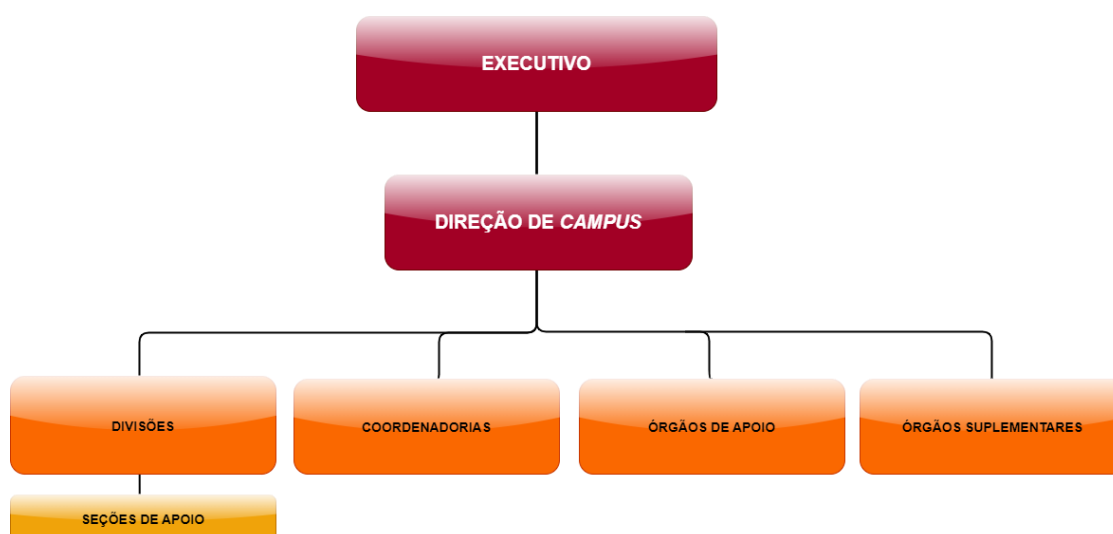 EXECUTIVO
DIREÇÃO DE CAMPUS
DIVISÕES
COORDENADORIAS
ÓRGÃOS DE APOIO
ÓRGÃOS SUPLEMENTARES
SEÇÕES DE APOIO